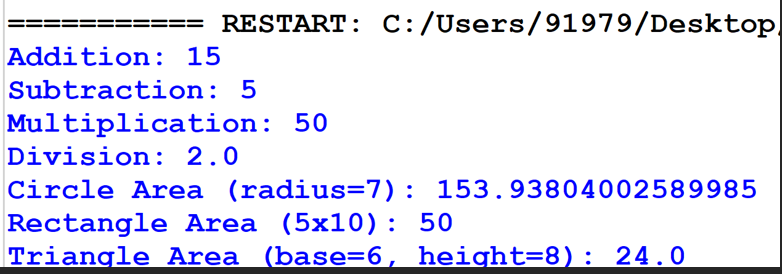 =========== RESTART: C:/Users/91979/Desktop/
Addition: 15
Subtraction: 5
Multiplication: 50
Division: 2.0
Circle Area (radius=7): 153.93804002589985
Rectangle Area (5x10): 50
Triangle Area (base=6, height=8): 24.0